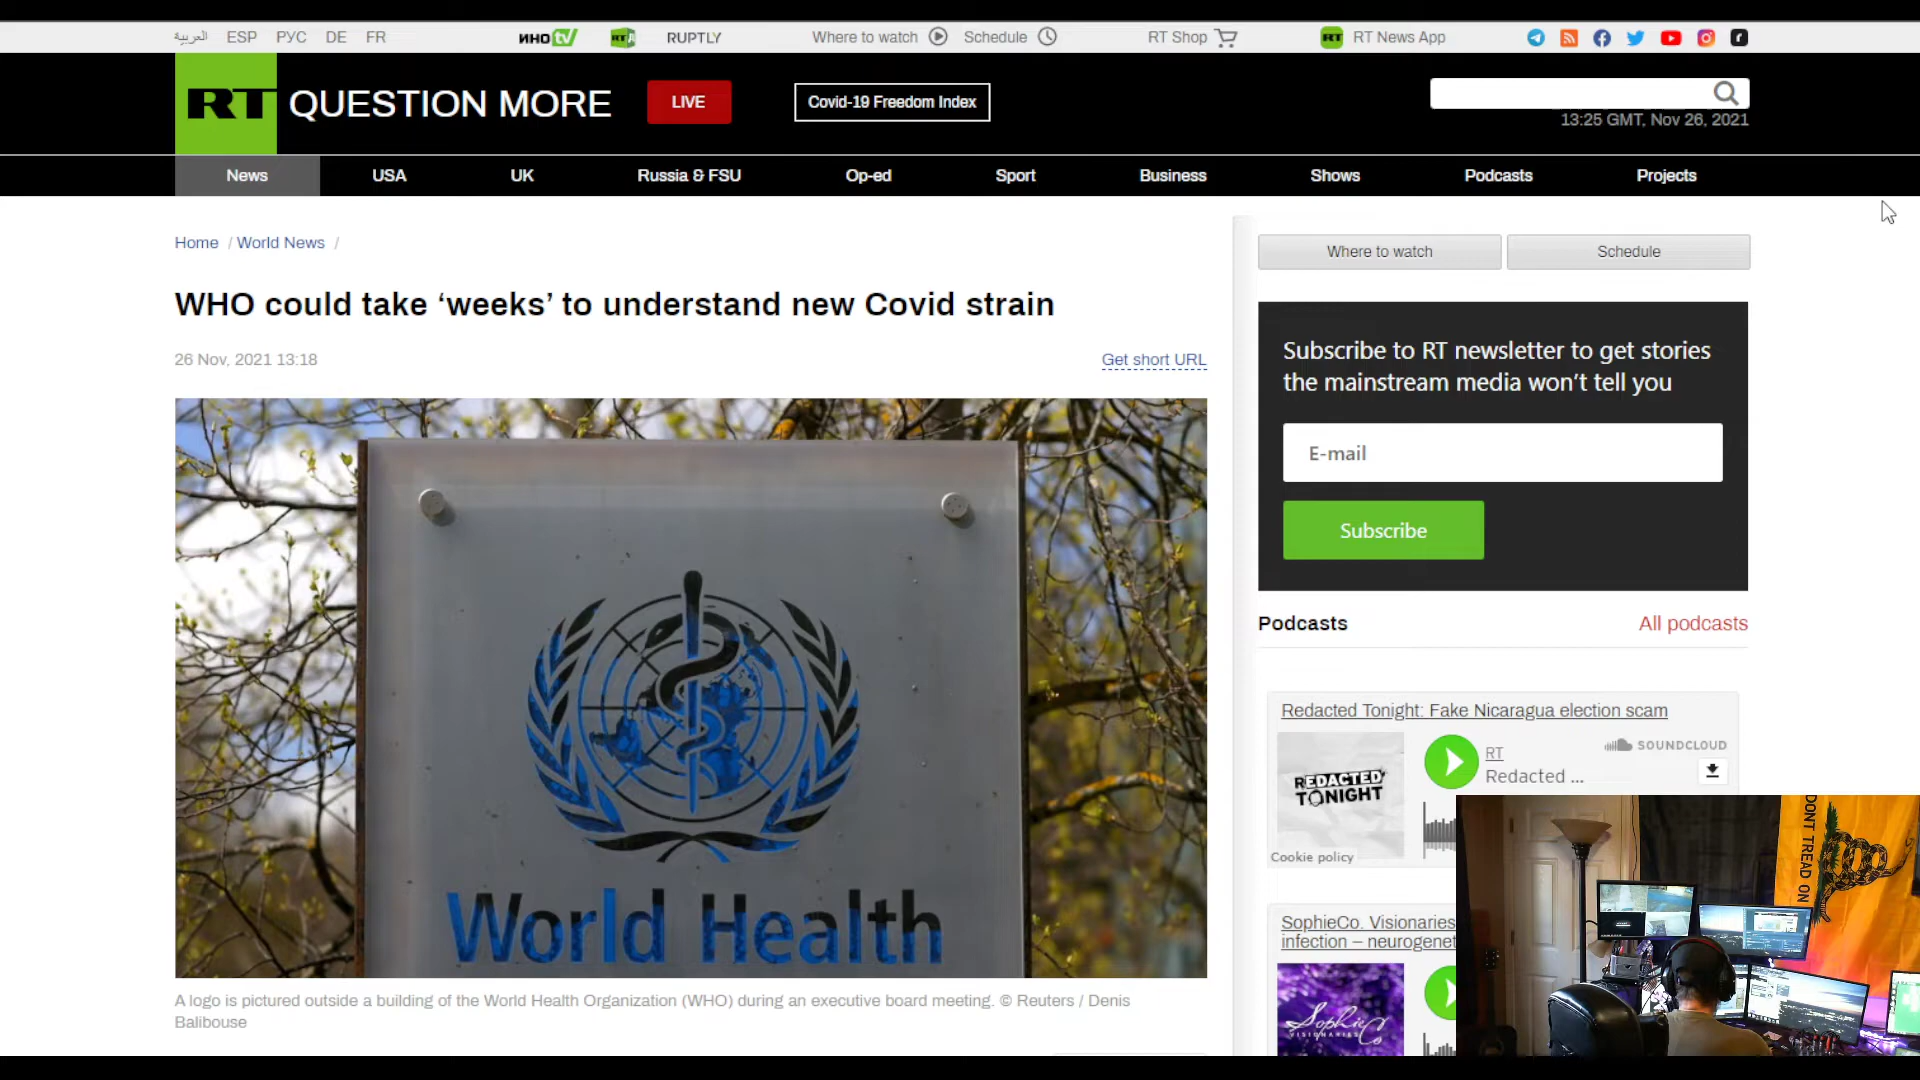 العربية ESP РУС DE FR ИНО TV RT Д RUPTLY Where to watch Schedule RT Shop RT RT News App
RT QUESTION MORE LIVE Covid-19 Freedom Index
13:25 GMT, Nov 26, 2021
News USA UK Russia & FSU Op-ed Sport Business Shows Podcasts Projects
Home / World News /
WHO could take ‘weeks’ to understand new Covid strain
26 Nov, 2021 13:18 Get short URL
World Health
A logo is pictured outside a building of the World Health Organization (WHO) during an executive board meeting. © Reuters / Denis
Balibouse
Where to watch Schedule
Subscribe to RT newsletter to get stories
the mainstream media won’t tell you
E-mail
Subscribe
Podcasts All podcasts
Redacted Tonight: Fake Nicaragua election scam
REDACTED
TONIGHT
RT
Redacted ...
SOUNDCLOUD
Cookie policy
SophieCo. Visionaries
infection – neurogenet
Sophie Co
VISIONARIES
DONT TREAD ON